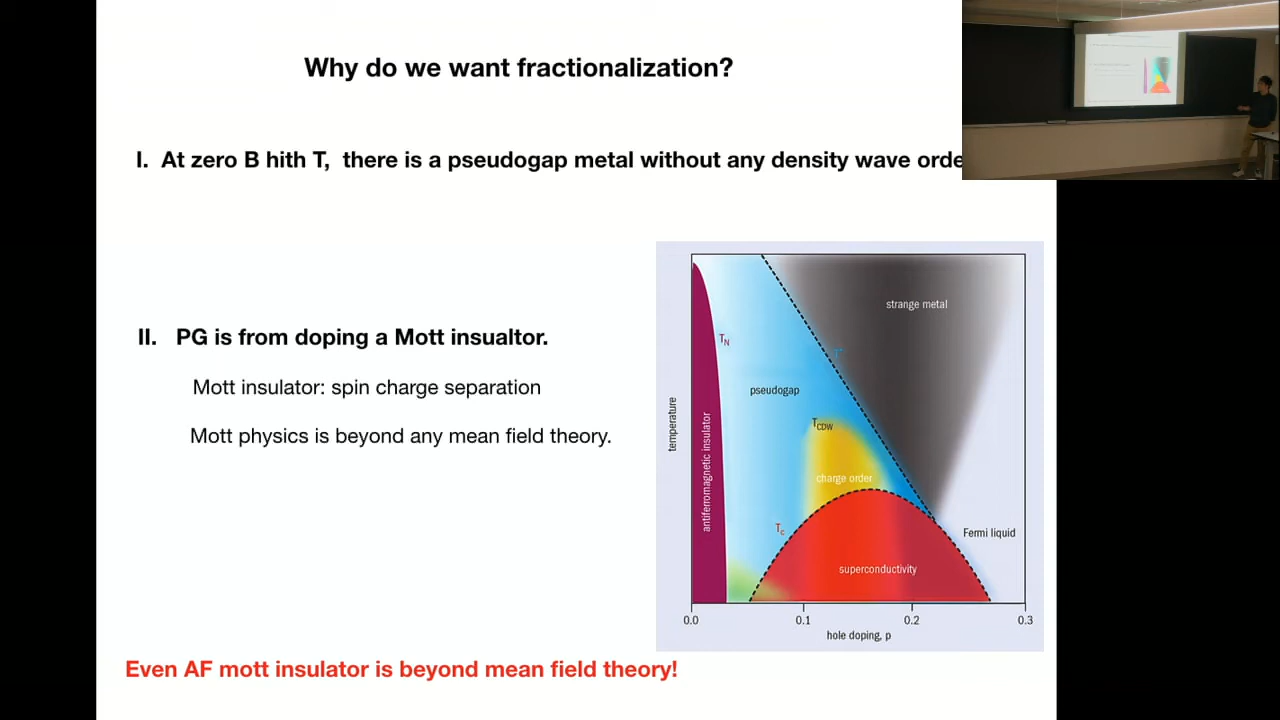 Why do we want fractionalization?
I. At zero B hith T, there is a pseudogap metal without any density wave orde
II. PG is from doping a Mott insualtor.
Mott insulator: spin charge separation
Mott physics is beyond any mean field theory.
strange metal
T_N
T*
pseudogap
T_CDW
charge order
T_c
Fermi liquid
superconductivity
antiferromagnetic insulator
temperature
0.0 0.1 0.2 0.3
hole doping, p
Even AF mott insulator is beyond mean field theory!